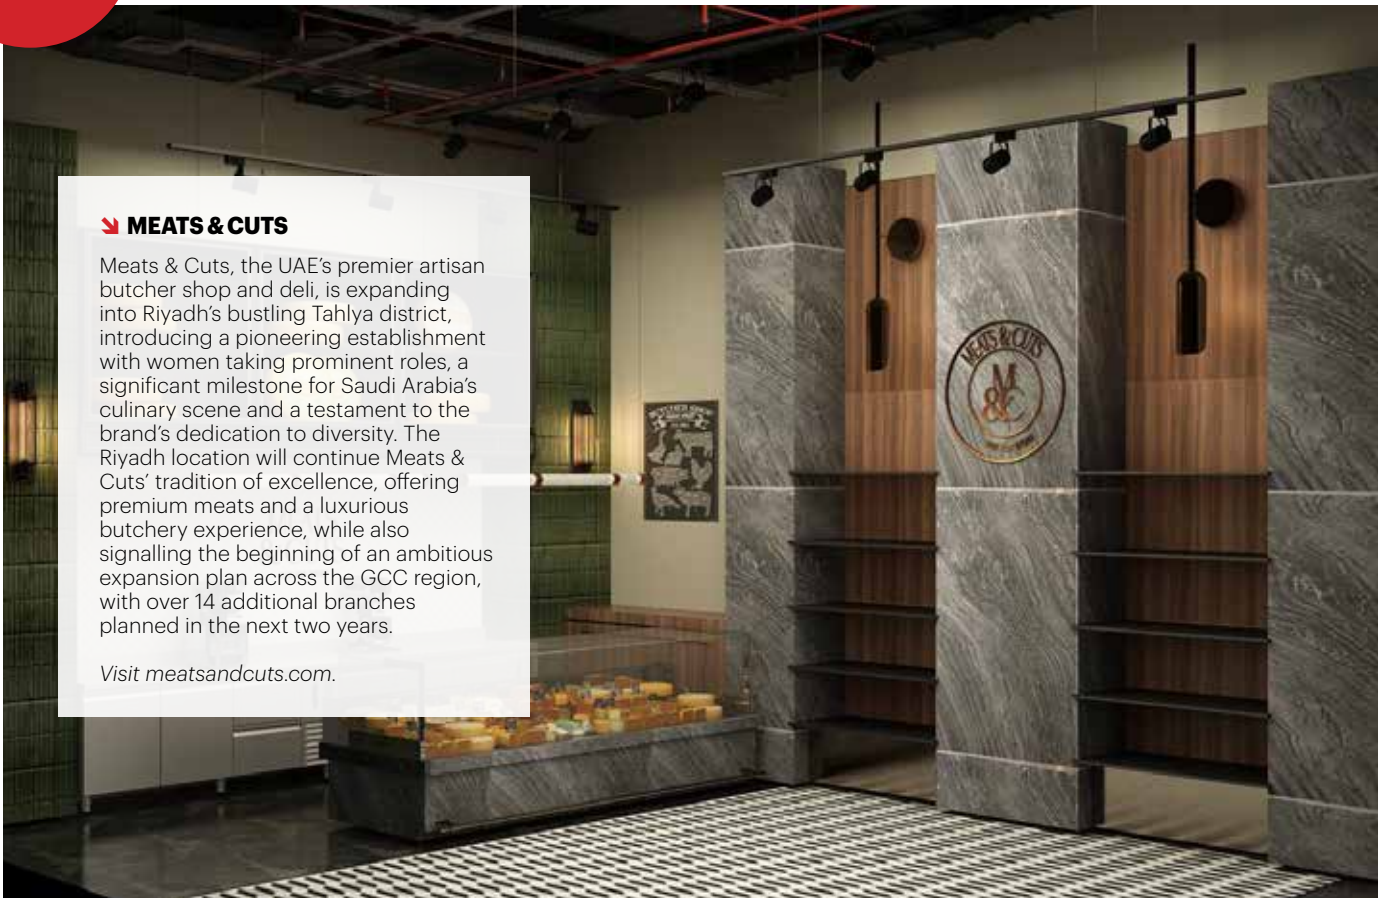 MEATS & CUTS
Meats & Cuts, the UAE’s premier artisan
butcher shop and deli, is expanding
into Riyadh’s bustling Tahlya district,
introducing a pioneering establishment
with women taking prominent roles, a
significant milestone for Saudi Arabia’s
culinary scene and a testament to the
brand’s dedication to diversity. The
Riyadh location will continue Meats &
Cuts’ tradition of excellence, offering
premium meats and a luxurious
butchery experience, while also
signalling the beginning of an ambitious
expansion plan across the GCC region,
with over 14 additional branches
planned in the next two years.
Visit meatsandcuts.com.
BUTCHER SHOP
MEATS & CUTS
M
&C